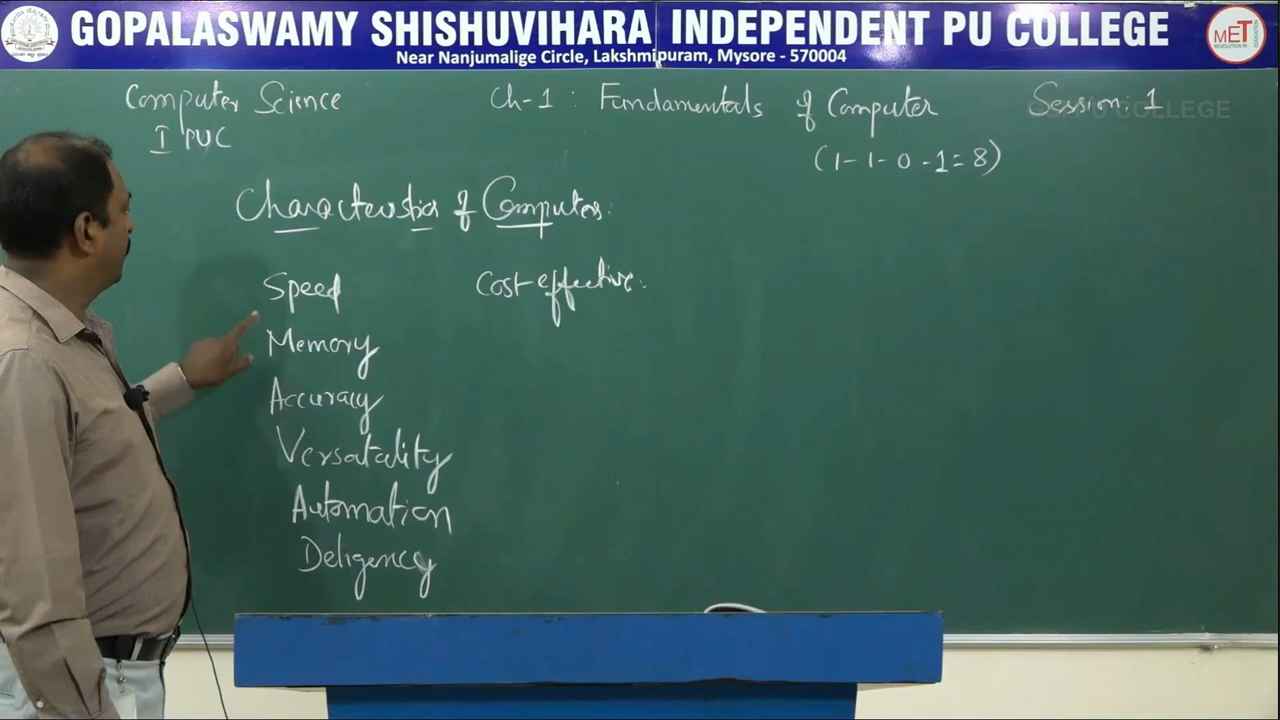 GOPALASWAMY SHISHUVIHARA INDEPENDENT PU COLLEGE
Near Nanjumalige Circle, Lakshmipuram, Mysore - 570004
MET
Computer Science Ch-1 : Fundamentals of Computer Session: 1
I PUC
(1-1-0-1=8)
Characteristics of Computers:
Speed Cost-effective:
Memory
Accuracy
Versatality
Automation
Deligency